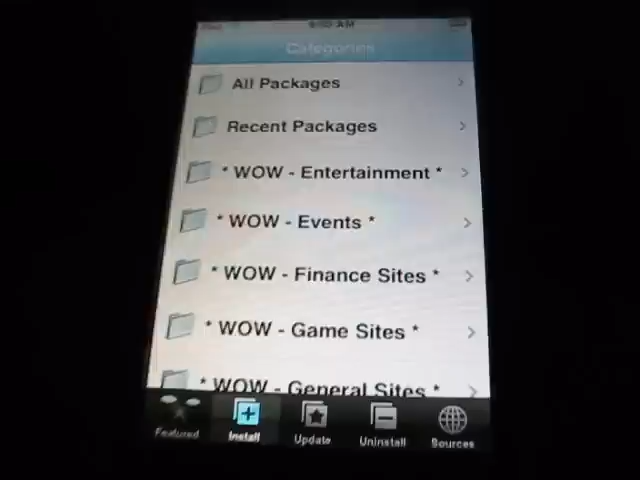 Categories
All Packages
Recent Packages
* WOW - Entertainment *
* WOW - Events *
* WOW - Finance Sites *
* WOW - Game Sites *
* WOW - General Sites *
Featured Install Update Uninstall Sources